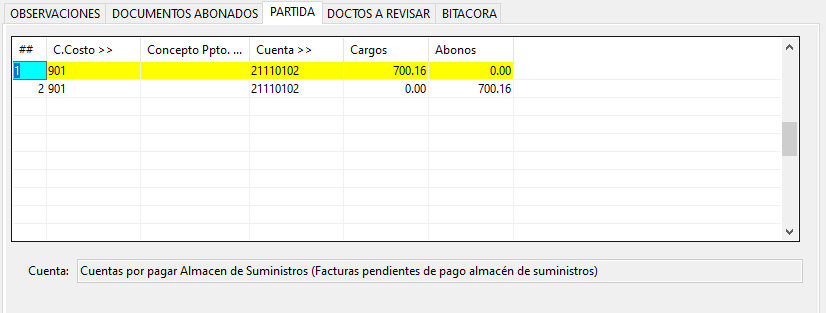 OBSERVACIONES DOCUMENTOS ABONADOS PARTIDA DOCTOS A REVISAR BITACORA
## C.Costo >> Concepto Ppto. ... Cuenta >> Cargos Abonos
1 901 21110102 700.16 0.00
2 901 21110102 0.00 700.16
Cuenta: Cuentas por pagar Almacen de Suministros (Facturas pendientes de pago almacén de suministros)